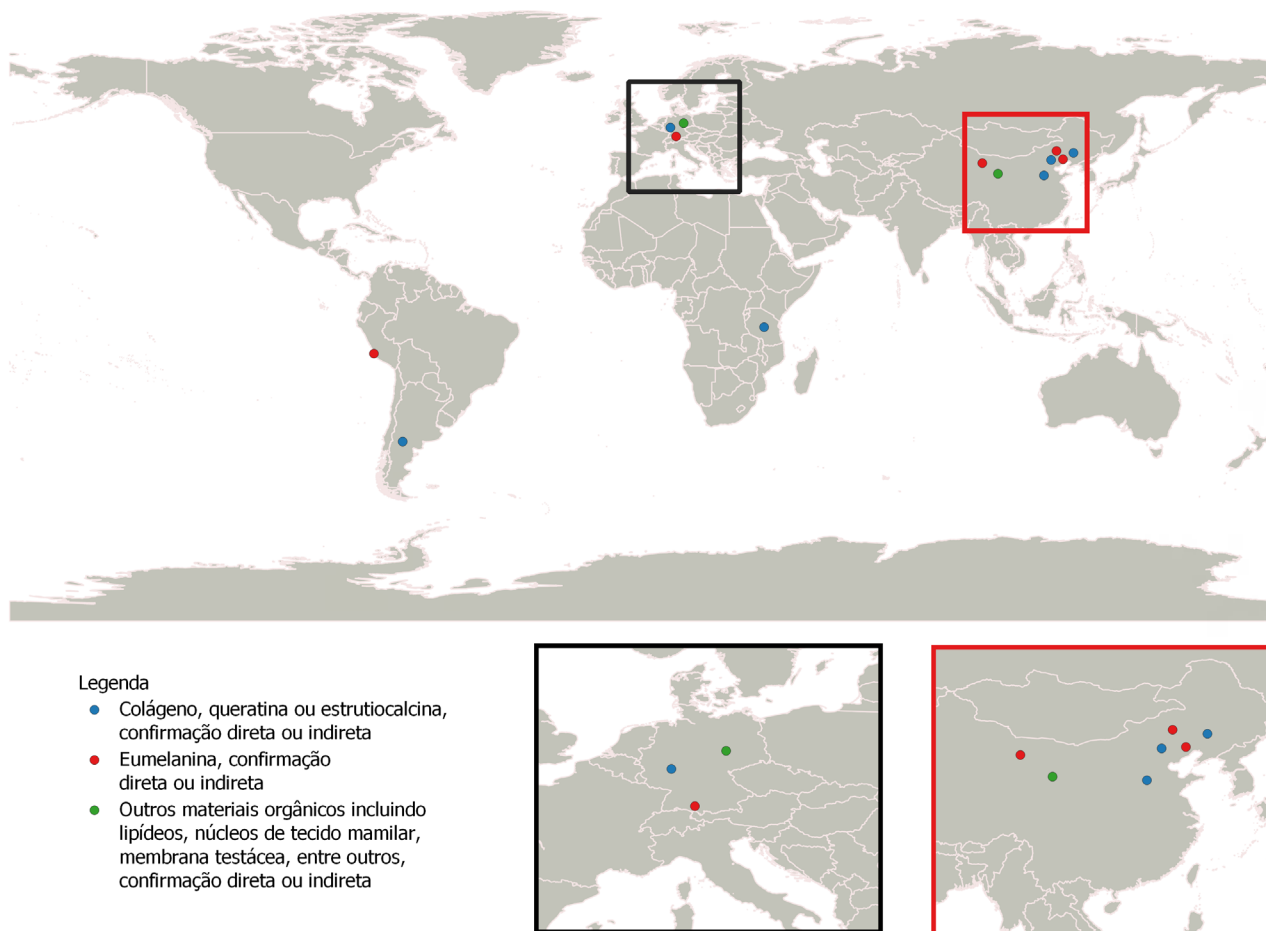 Legenda
Colágeno, queratina ou estrutiocalcina,
confirmação direta ou indireta
Eumelanina, confirmação
direta ou indireta
Outros materiais orgânicos incluindo
lipídeos, núcleos de tecido mamilar,
membrana testácea, entre outros,
confirmação direta ou indireta